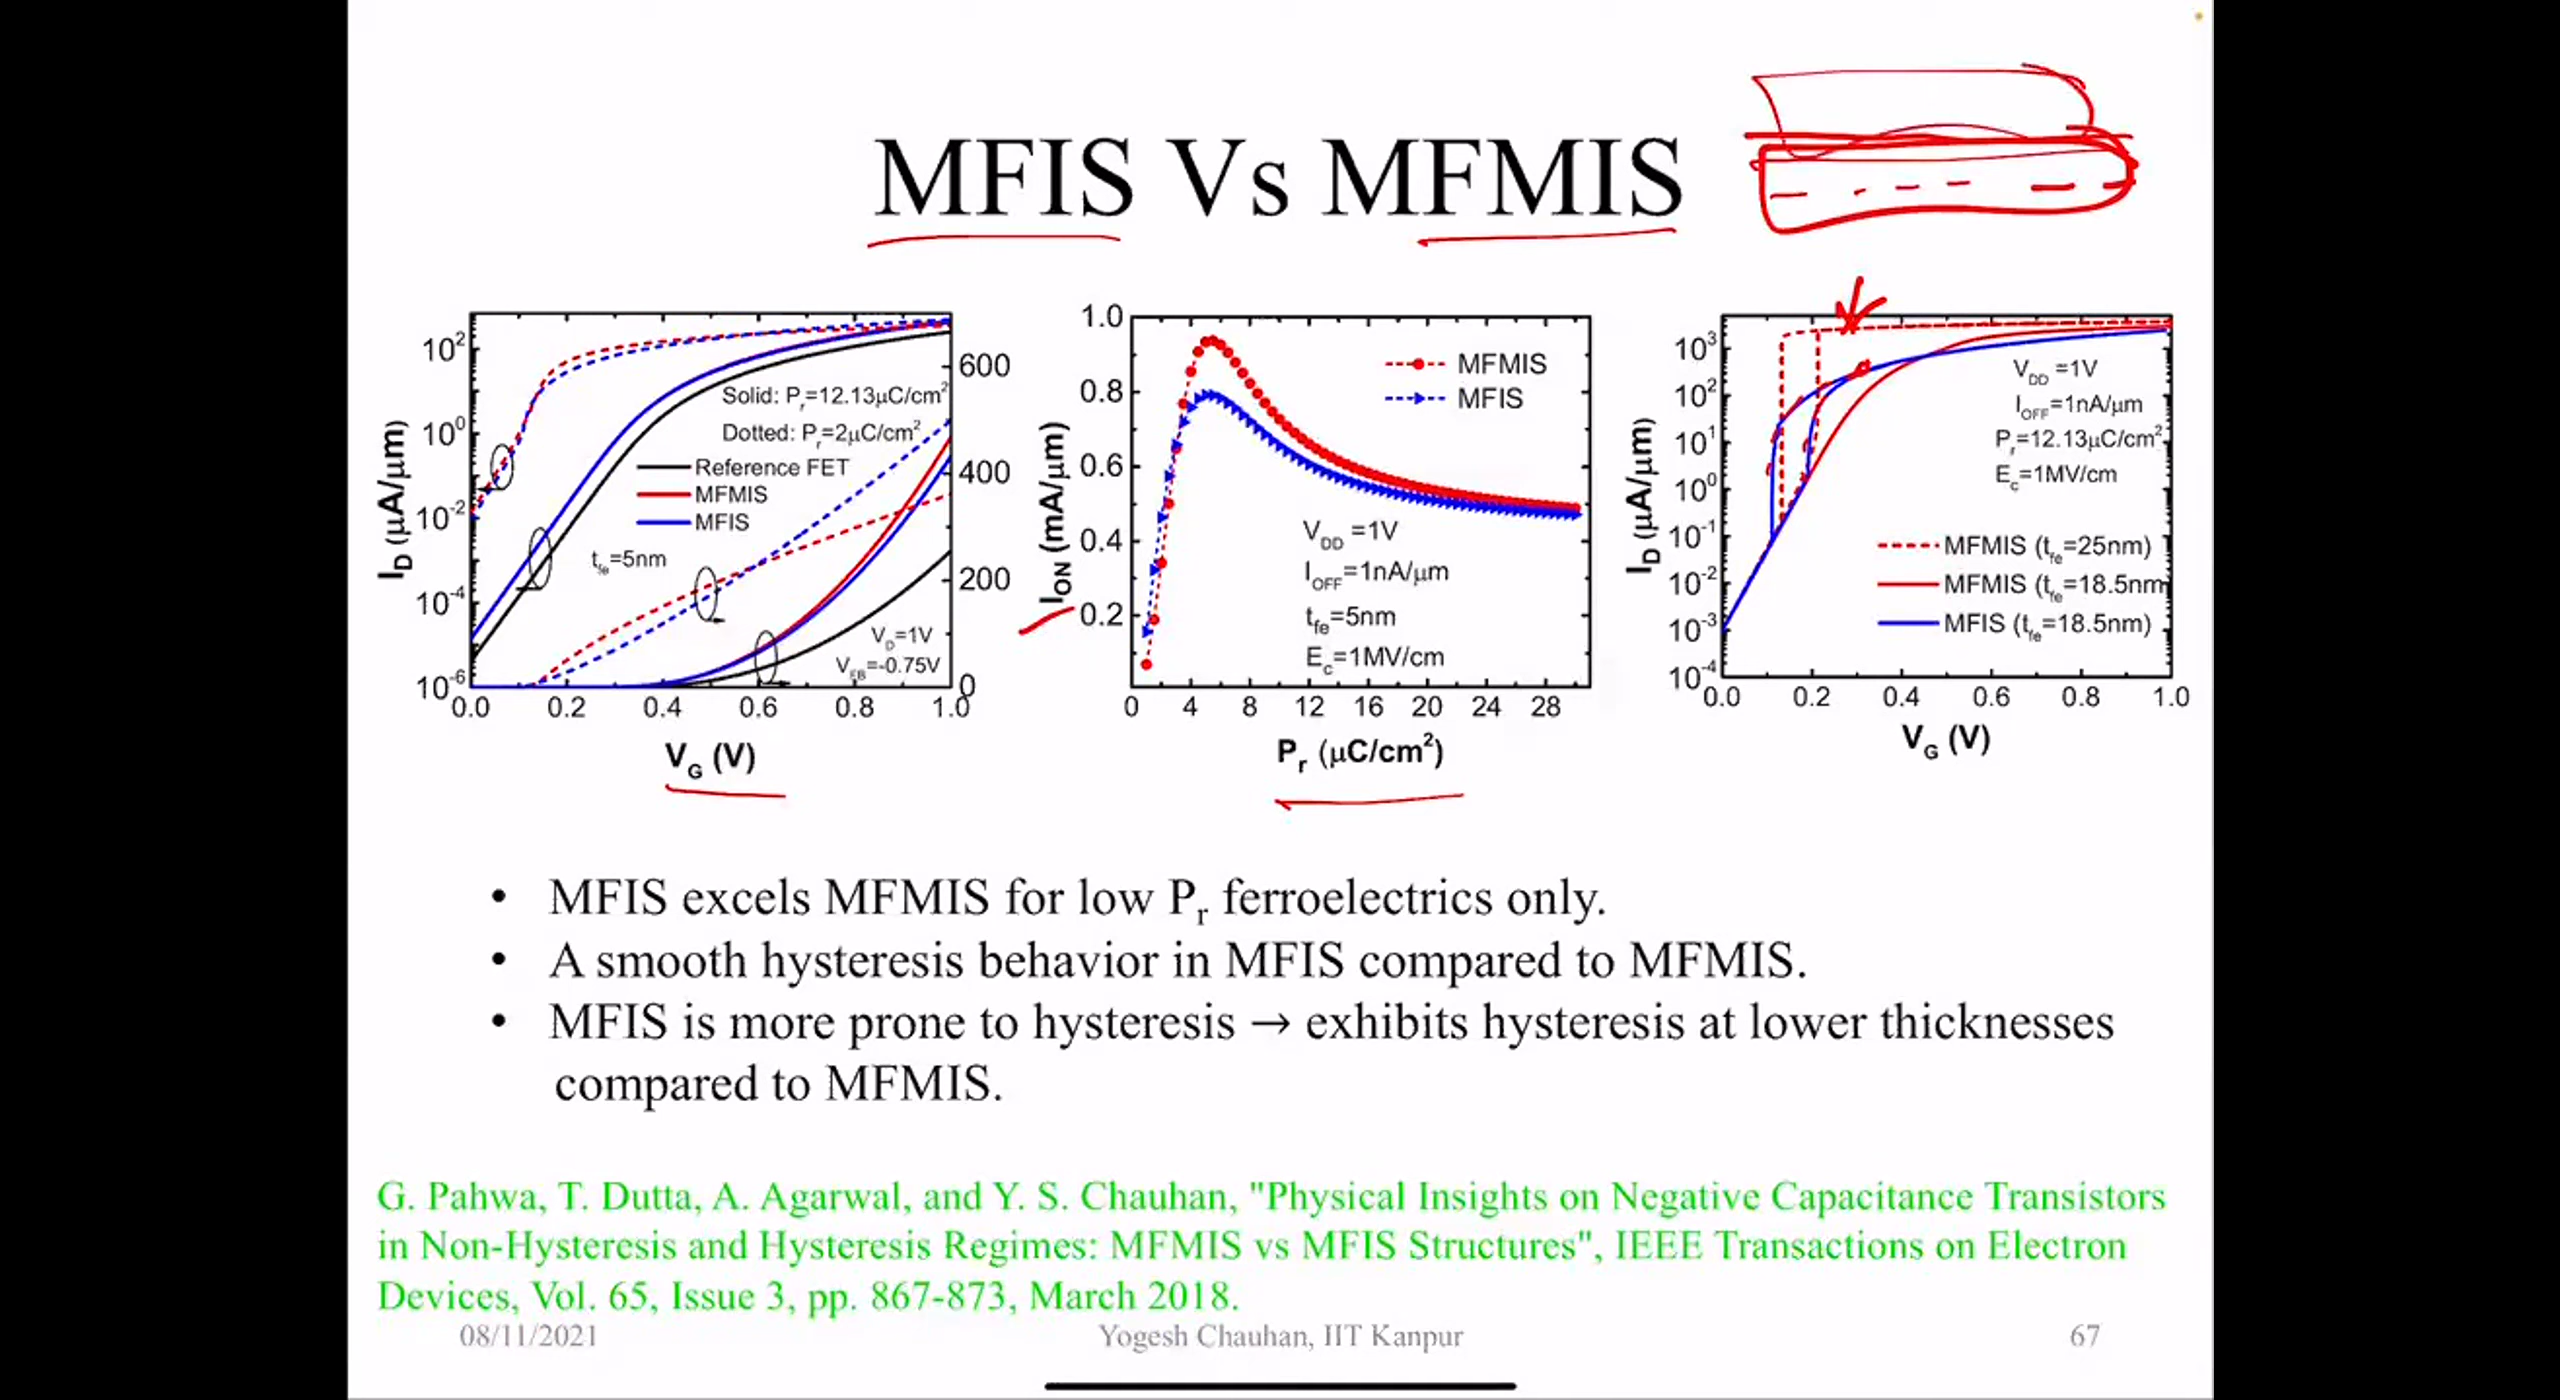 MFIS Vs MFMIS
10²
10⁰
10⁻²
10⁻⁴
10⁻⁶
I_D (μA/μm)
Solid: P_r=12.13μC/cm²
Dotted: P_r=2μC/cm²
Reference FET
MFMIS
MFIS
t_fe=5nm
V_D=1V
V_FB=-0.75V
600
400
200
0
0.0 0.2 0.4 0.6 0.8 1.0
V_G (V)
1.0
0.8
0.6
0.4
0.2
I_ON (mA/μm)
MFMIS
MFIS
V_DD =1V
I_OFF=1nA/μm
t_fe=5nm
E_c=1MV/cm
0 4 8 12 16 20 24 28
P_r (μC/cm²)
10³
10²
10¹
10⁰
10⁻¹
10⁻²
10⁻³
10⁻⁴
I_D (μA/μm)
V_DD =1V
I_OFF=1nA/μm
P_r=12.13μC/cm²
E_c=1MV/cm
MFMIS (t_fe=25nm)
MFMIS (t_fe=18.5nm
MFIS (t_fe=18.5nm)
0.0 0.2 0.4 0.6 0.8 1.0
V_G (V)
• MFIS excels MFMIS for low P_r ferroelectrics only.
• A smooth hysteresis behavior in MFIS compared to MFMIS.
• MFIS is more prone to hysteresis → exhibits hysteresis at lower thicknesses
compared to MFMIS.
G. Pahwa, T. Dutta, A. Agarwal, and Y. S. Chauhan, "Physical Insights on Negative Capacitance Transistors
in Non-Hysteresis and Hysteresis Regimes: MFMIS vs MFIS Structures", IEEE Transactions on Electron
Devices, Vol. 65, Issue 3, pp. 867-873, March 2018.
08/11/2021 Yogesh Chauhan, IIT Kanpur 67